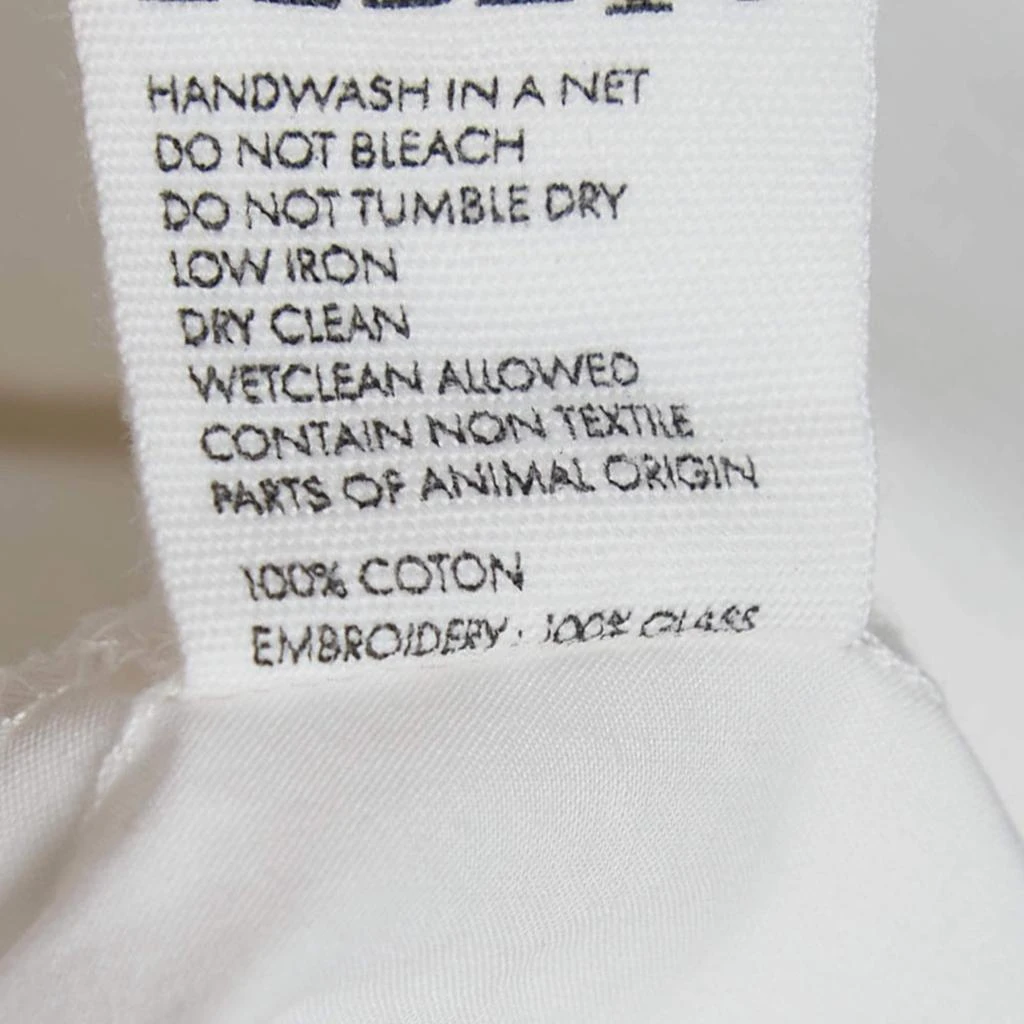 HANDWASH IN A NET
DO NOT BLEACH
DO NOT TUMBLE DRY
LOW IRON
DRY CLEAN
WETCLEAN ALLOWED
CONTAIN NON TEXTILE
PARTS OF ANIMAL ORIGIN
100% COTON
EMBROIDERY: 100% GLASS